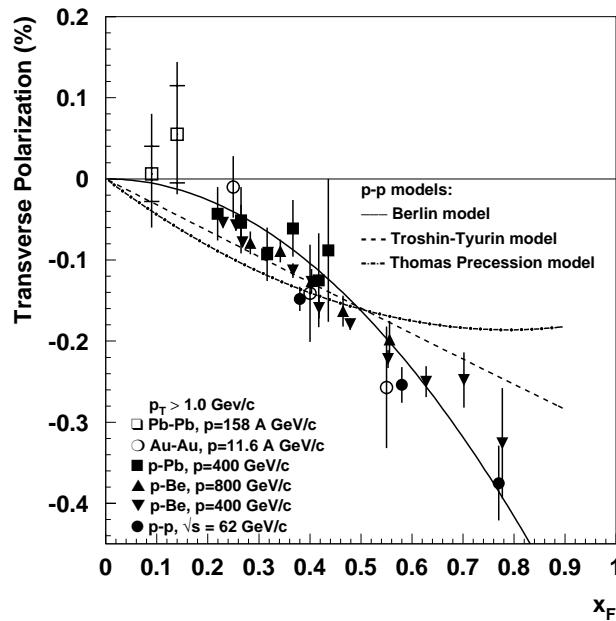 Transverse Polarization (%)
0.2
0.1
0
-0.1
-0.2
-0.3
-0.4
p-p models:
Berlin model
Troshin-Tyurin model
Thomas Precession model
p_T > 1.0 Gev/c
Pb-Pb, p=158 A GeV/c
Au-Au, p=11.6 A GeV/c
p-Pb, p=400 GeV/c
p-Be, p=800 GeV/c
p-Be, p=400 GeV/c
p-p, √s = 62 GeV/c
0 0.1 0.2 0.3 0.4 0.5 0.6 0.7 0.8 0.9 1
x_F